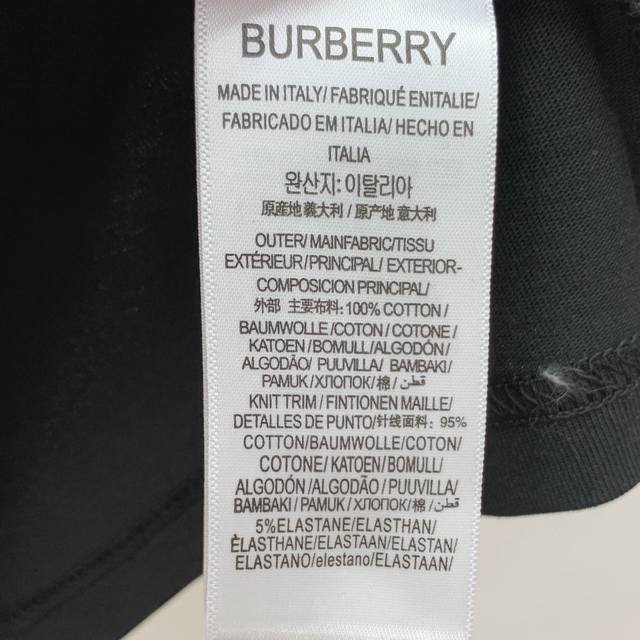 BURBERRY
MADE IN ITALY/ FABRIQUÉ ENITALIE/
FABRICADO EM ITALIA/ HECHO EN
ITALIA
완산지: 이탈리아
原産地義大利 / 原产地 意大利
OUTER/ MAINFABRIC/TISSU
EXTÉRIEUR/PRINCIPAL/ EXTERIOR-
COMPOSICION PRINCIPAL/
外部 主要布料: 100% COTTON /
BAUMWOLLE /COTON / COTONE /
KATOEN / BOMULL/ ALGODÓN/
ALGODÃO/ PUUVILLA/ BAMBAKI /
PAMUK / ХЛОПОК/ 棉/ قطن /
KNIT TRIM / FINTIONEN MAILLE/
DETALLES DE PUNTO/针线面料: 95%
COTTON/BAUMWOLLE/COTON/
COTONE/ KATOEN/ BOMULL/
ALGODÓN / ALGODÃO / PUUVILLA/
BAMBAKI / PAMUK / ХЛОПОК / 棉 / قطن /
5%ELASTANE/ELASTHAN/
ÈLASTHANE/ELASTAAN/ELASTAN/
ELASTANO/elestano/ELASTAAN/